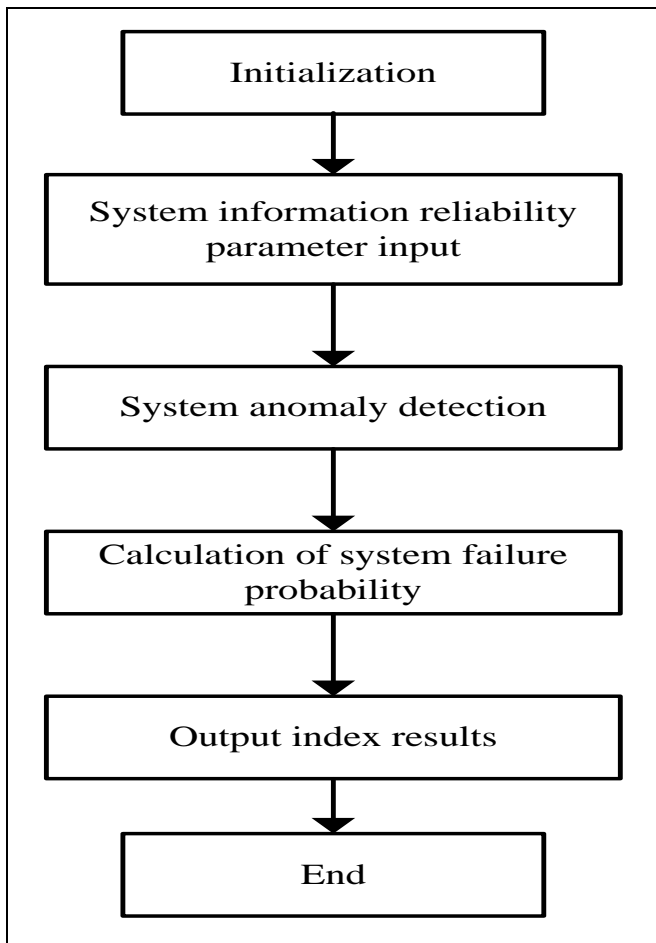 Initialization
System information reliability
parameter input
System anomaly detection
Calculation of system failure
probability
Output index results
End